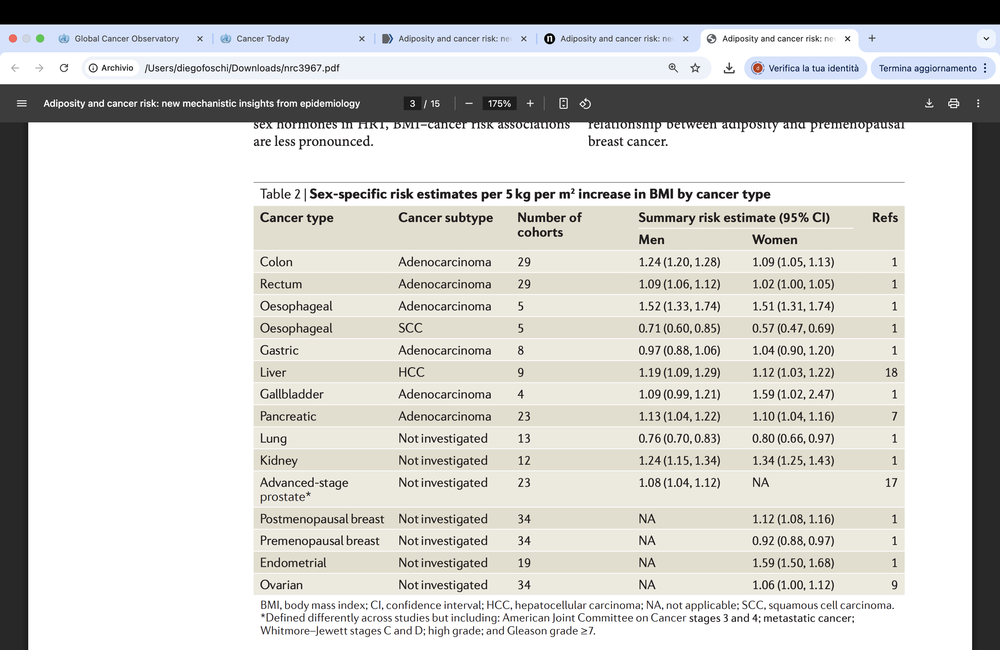 Global Cancer Observatory
Cancer Today
Adiposity and cancer risk: ne
Adiposity and cancer risk: ne
Adiposity and cancer risk: ne
Archivio /Users/diegofoschi/Downloads/nrc3967.pdf
d Verifica la tua identità
Termina aggiornamento
Adiposity and cancer risk: new mechanistic insights from epidemiology
3 / 15
175%
sex hormones in HRT, BMI–cancer risk associations
are less pronounced.
relationship between adiposity and premenopausal
breast cancer.
Table 2 | Sex-specific risk estimates per 5 kg per m² increase in BMI by cancer type
Cancer type Cancer subtype Number of cohorts Summary risk estimate (95% CI) Refs
Men Women
Colon Adenocarcinoma 29 1.24 (1.20, 1.28) 1.09 (1.05, 1.13) 1
Rectum Adenocarcinoma 29 1.09 (1.06, 1.12) 1.02 (1.00, 1.05) 1
Oesophageal Adenocarcinoma 5 1.52 (1.33, 1.74) 1.51 (1.31, 1.74) 1
Oesophageal SCC 5 0.71 (0.60, 0.85) 0.57 (0.47, 0.69) 1
Gastric Adenocarcinoma 8 0.97 (0.88, 1.06) 1.04 (0.90, 1.20) 1
Liver HCC 9 1.19 (1.09, 1.29) 1.12 (1.03, 1.22) 18
Gallbladder Adenocarcinoma 4 1.09 (0.99, 1.21) 1.59 (1.02, 2.47) 1
Pancreatic Adenocarcinoma 23 1.13 (1.04, 1.22) 1.10 (1.04, 1.16) 7
Lung Not investigated 13 0.76 (0.70, 0.83) 0.80 (0.66, 0.97) 1
Kidney Not investigated 12 1.24 (1.15, 1.34) 1.34 (1.25, 1.43) 1
Advanced-stage Not investigated 23 1.08 (1.04, 1.12) NA 17
prostate*
Postmenopausal breast Not investigated 34 NA 1.12 (1.08, 1.16) 1
Premenopausal breast Not investigated 34 NA 0.92 (0.88, 0.97) 1
Endometrial Not investigated 19 NA 1.59 (1.50, 1.68) 1
Ovarian Not investigated 34 NA 1.06 (1.00, 1.12) 9
BMI, body mass index; CI, confidence interval; HCC, hepatocellular carcinoma; NA, not applicable; SCC, squamous cell carcinoma.
*Defined differently across studies but including: American Joint Committee on Cancer stages 3 and 4; metastatic cancer;
Whitmore–Jewett stages C and D; high grade; and Gleason grade ≥7.